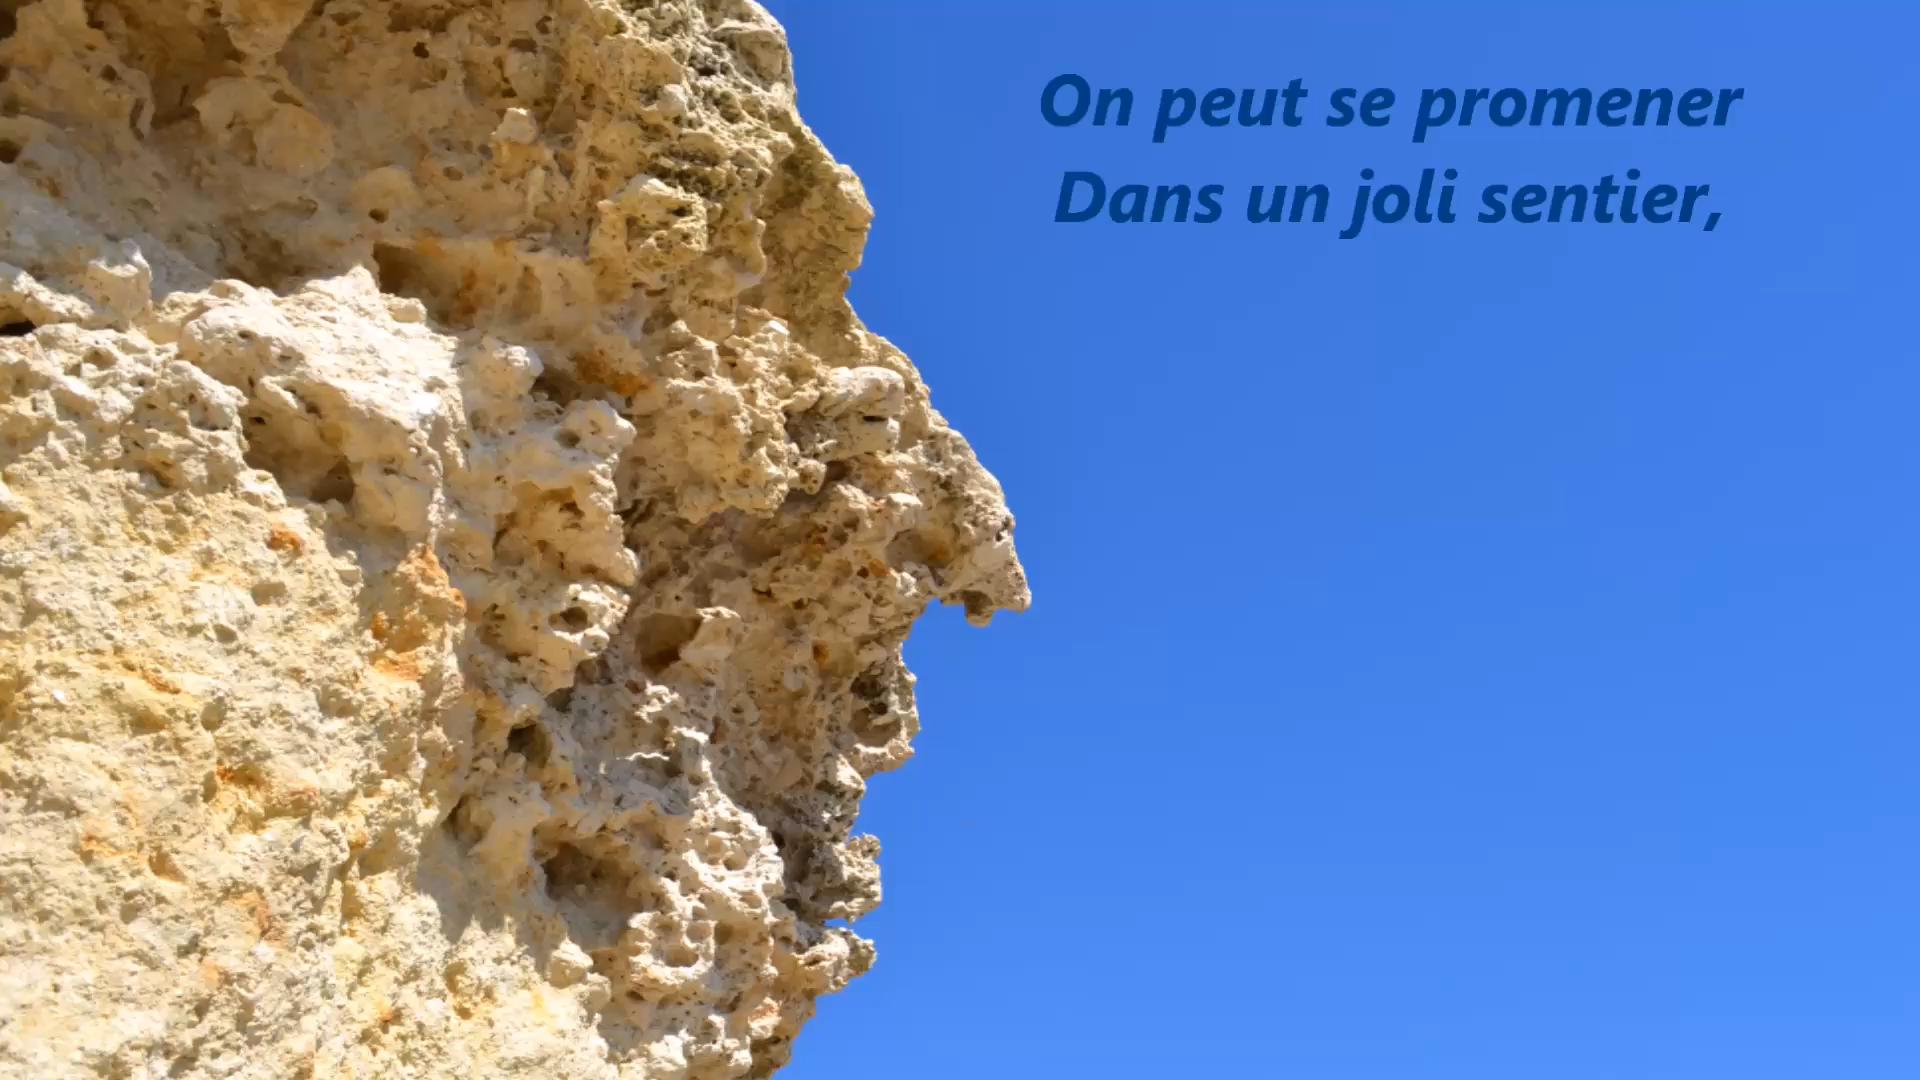 On peut se promener
Dans un joli sentier,